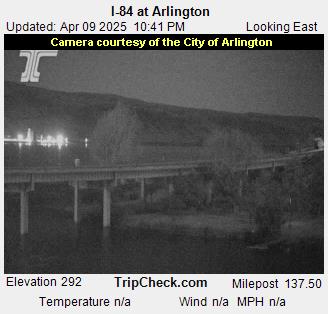 I-84 at Arlington
Updated: Apr 09 2025 10:41 PM Looking East
Camera courtesy of the City of Arlington
Elevation 292 TripCheck.com Milepost 137.50
Temperature n/a Wind n/a MPH n/a